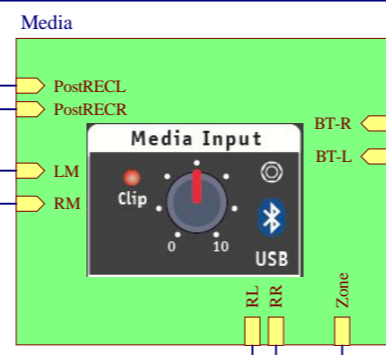 Media
PostRECL
PostRECR
BT-R
Media Input
BT-L
LM
Clip
RM
0
10
USB
RL
RR
Zone